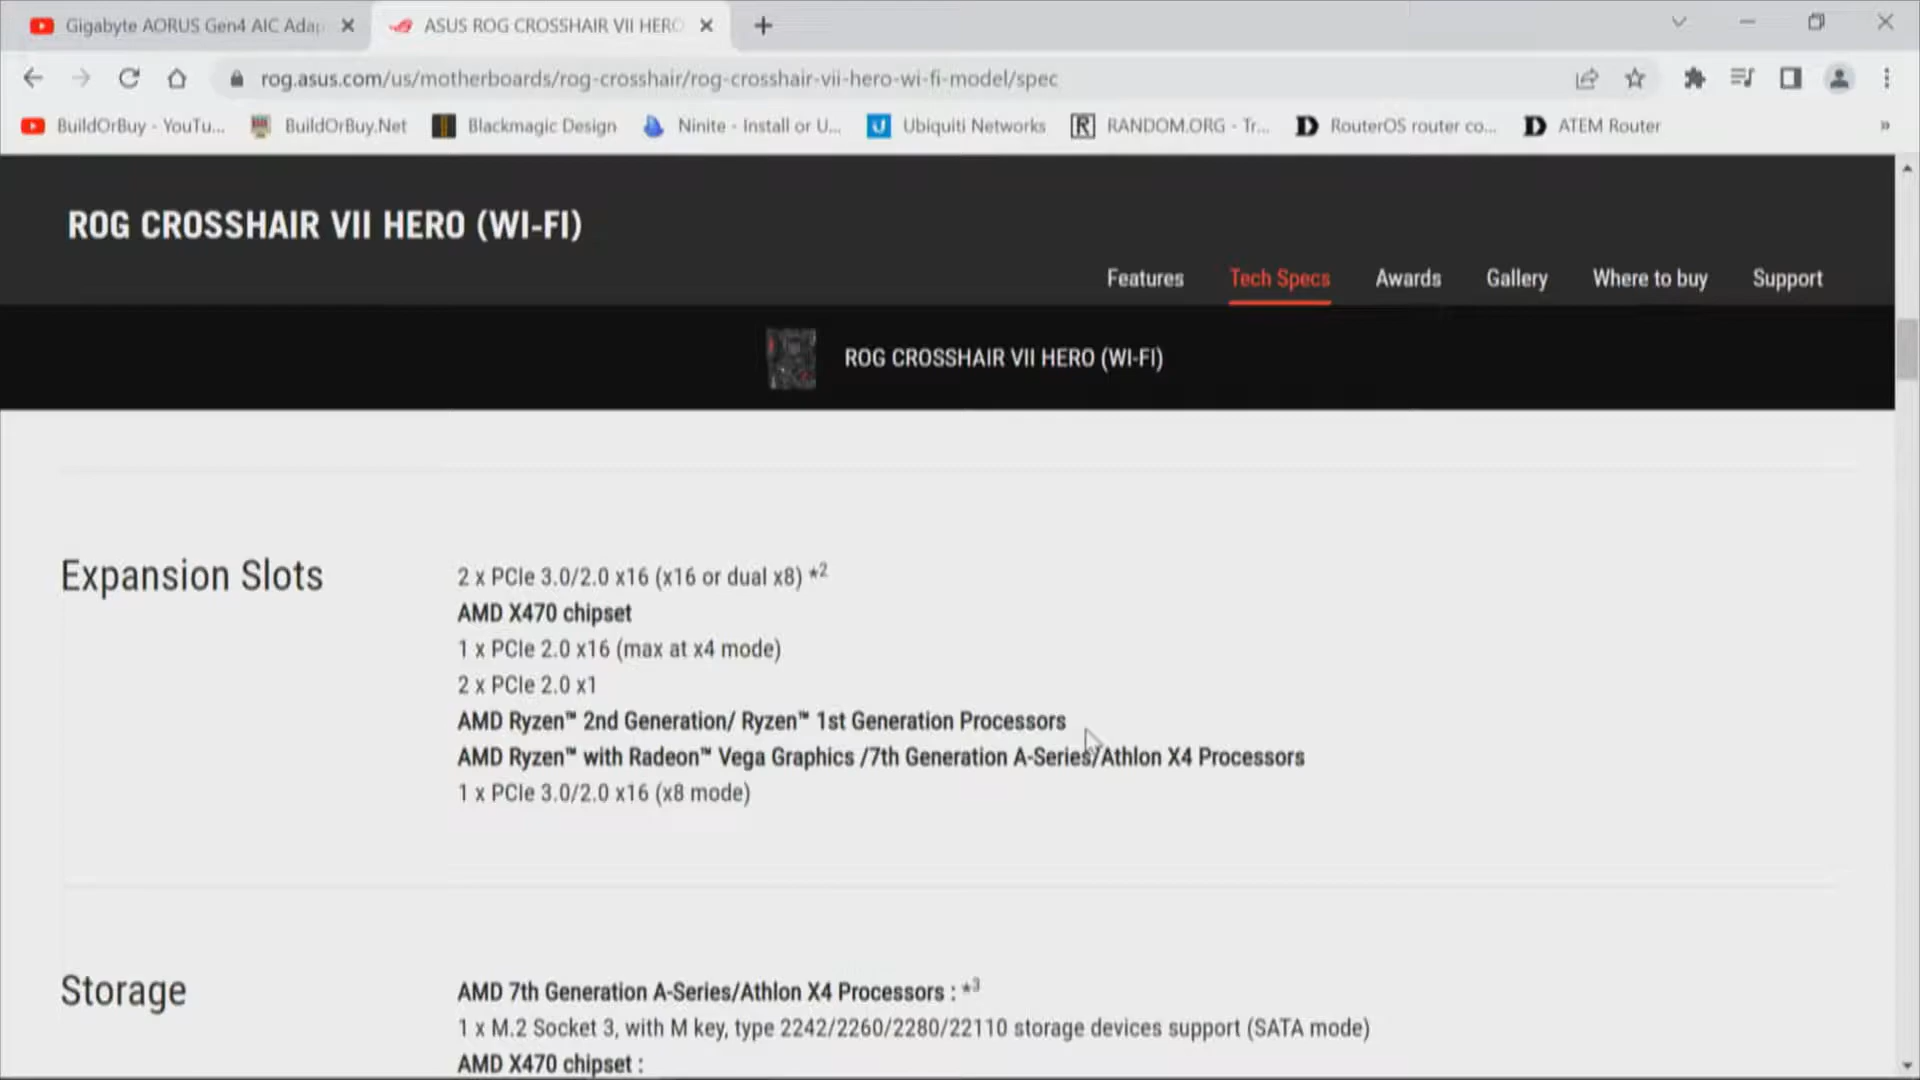 Gigabyte AORUS Gen4 AIC Adap
ASUS ROG CROSSHAIR VII HERO
rog.asus.com/us/motherboards/rog-crosshair/rog-crosshair-vii-hero-wi-fi-model/spec
BuildOrBuy - YouTu...
BuildOrBuy.Net
Blackmagic Design
Ninite - Install or U...
Ubiquiti Networks
RANDOM.ORG - Tr...
RouterOS router co...
ATEM Router
»
ROG CROSSHAIR VII HERO (WI-FI)
Features
Tech Specs
Awards
Gallery
Where to buy
Support
ROG CROSSHAIR VII HERO (WI-FI)
Expansion Slots
2 x PCIe 3.0/2.0 x16 (x16 or dual x8) *2
AMD X470 chipset
1 x PCIe 2.0 x16 (max at x4 mode)
2 x PCIe 2.0 x1
AMD Ryzen™ 2nd Generation/ Ryzen™ 1st Generation Processors
AMD Ryzen™ with Radeon™ Vega Graphics /7th Generation A-Series/Athlon X4 Processors
1 x PCIe 3.0/2.0 x16 (x8 mode)
Storage
AMD 7th Generation A-Series/Athlon X4 Processors : *3
1 x M.2 Socket 3, with M key, type 2242/2260/2280/22110 storage devices support (SATA mode)
AMD X470 chipset :